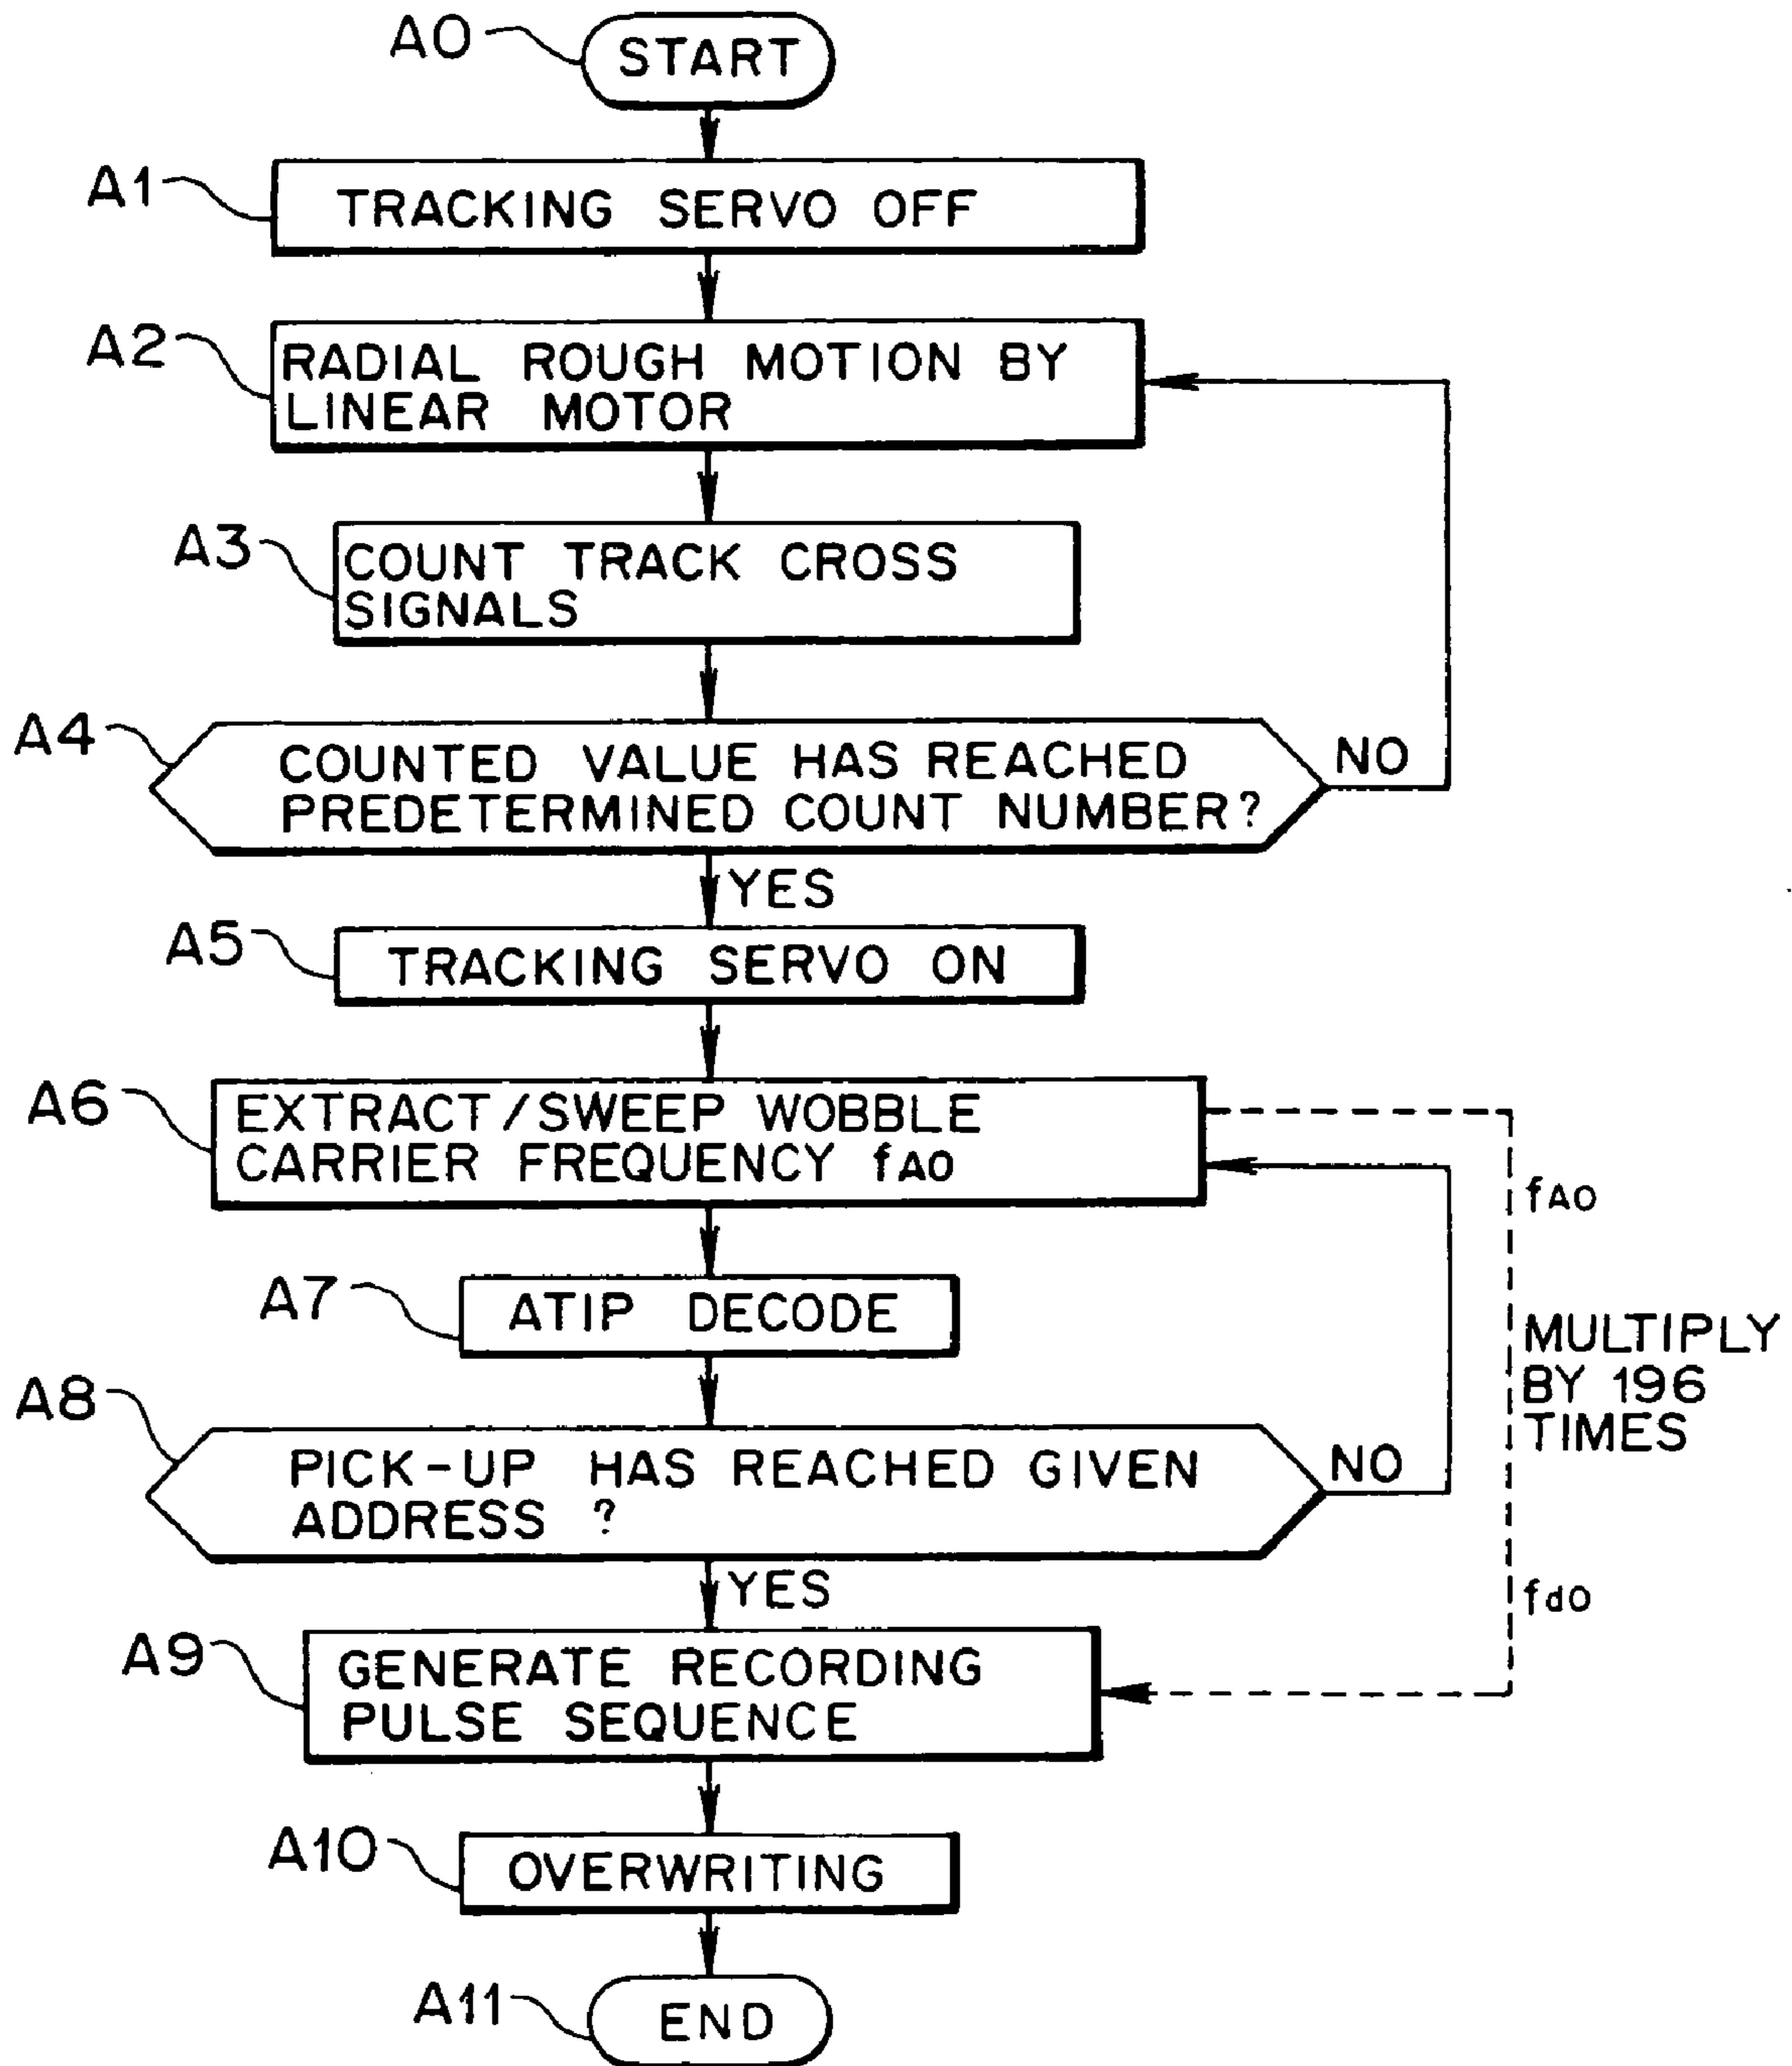 A0
START
A1
TRACKING SERVO OFF
A2
RADIAL ROUGH MOTION BY
LINEAR MOTOR
A3
COUNT TRACK CROSS
SIGNALS
A4
COUNTED VALUE HAS REACHED
PREDETERMINED COUNT NUMBER?
NO
YES
A5
TRACKING SERVO ON
A6
EXTRACT/SWEEP WOBBLE
CARRIER FREQUENCY fA0
fA0
A7
ATIP DECODE
MULTIPLY
BY 196
TIMES
A8
PICK-UP HAS REACHED GIVEN
ADDRESS ?
NO
YES
fd0
A9
GENERATE RECORDING
PULSE SEQUENCE
A10
OVERWRITING
A11
END